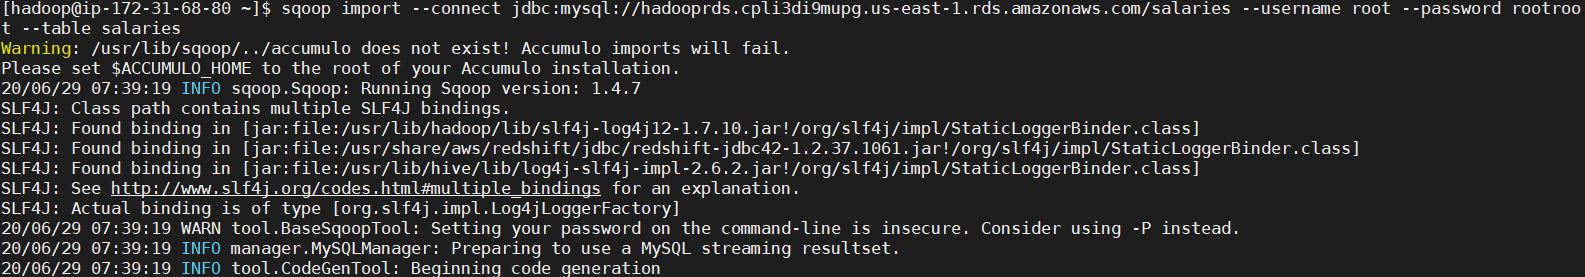 [hadoop@ip-172-31-68-80 ~]$ sqoop import --connect jdbc:mysql://hadooprds.cpli3di9mupg.us-east-1.rds.amazonaws.com/salaries --username root --password rootroo
t --table salaries
Warning: /usr/lib/sqoop/../accumulo does not exist! Accumulo imports will fail.
Please set $ACCUMULO_HOME to the root of your Accumulo installation.
20/06/29 07:39:19 INFO sqoop.Sqoop: Running Sqoop version: 1.4.7
SLF4J: Class path contains multiple SLF4J bindings.
SLF4J: Found binding in [jar:file:/usr/lib/hadoop/lib/slf4j-log4j12-1.7.10.jar!/org/slf4j/impl/StaticLoggerBinder.class]
SLF4J: Found binding in [jar:file:/usr/share/aws/redshift/jdbc/redshift-jdbc42-1.2.37.1061.jar!/org/slf4j/impl/StaticLoggerBinder.class]
SLF4J: Found binding in [jar:file:/usr/lib/hive/lib/log4j-slf4j-impl-2.6.2.jar!/org/slf4j/impl/StaticLoggerBinder.class]
SLF4J: See http://www.slf4j.org/codes.html#multiple_bindings for an explanation.
SLF4J: Actual binding is of type [org.slf4j.impl.Log4jLoggerFactory]
20/06/29 07:39:19 WARN tool.BaseSqoopTool: Setting your password on the command-line is insecure. Consider using -P instead.
20/06/29 07:39:19 INFO manager.MySQLManager: Preparing to use a MySQL streaming resultset.
20/06/29 07:39:19 INFO tool.CodeGenTool: Beginning code generation